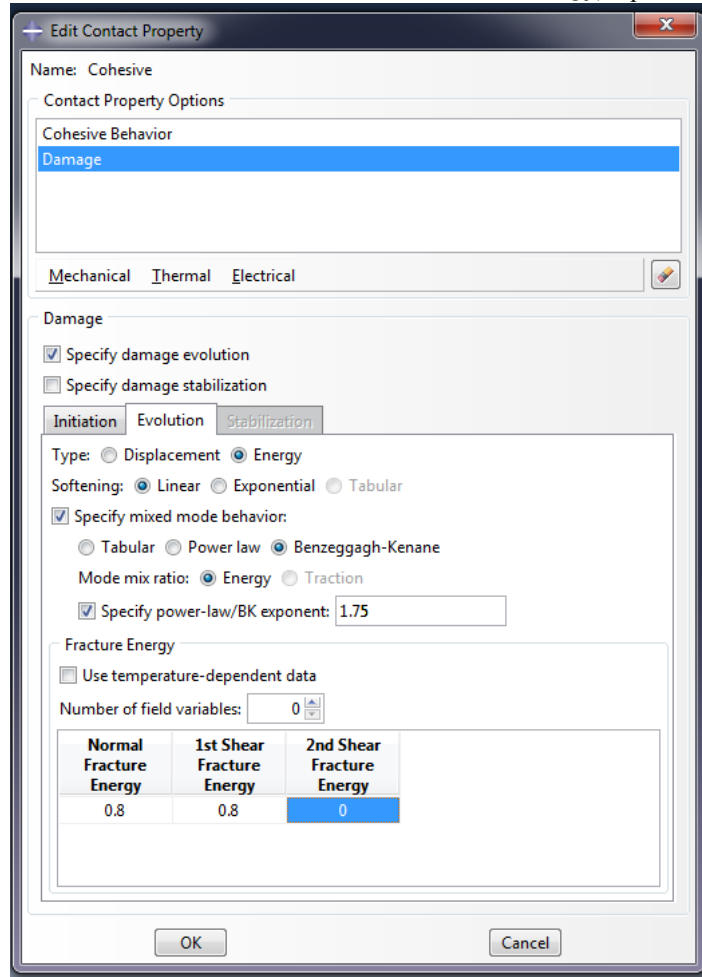 Edit Contact Property
Name: Cohesive
Contact Property Options
Cohesive Behavior
Damage
Mechanical Thermal Electrical
Damage
Specify damage evolution
Specify damage stabilization
Initiation Evolution Stabilization
Type: Displacement Energy
Softening: Linear Exponential Tabular
Specify mixed mode behavior:
Tabular Power law Benzeggagh-Kenane
Mode mix ratio: Energy Traction
Specify power-law/BK exponent: 1.75
Fracture Energy
Use temperature-dependent data
Number of field variables: 0
Normal 1st Shear 2nd Shear
Fracture Fracture Fracture
Energy Energy Energy
0.8 0.8 0
OK Cancel